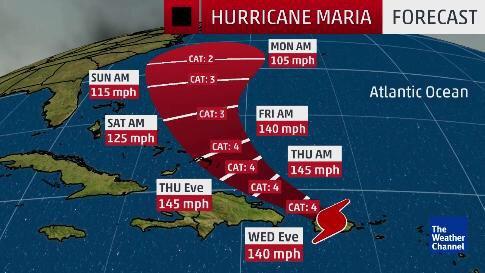 HURRICANE MARIA FORECAST
MON AM
105 mph
CAT: 2
SUN AM
115 mph
CAT: 3
Atlantic Ocean
SAT AM
125 mph
CAT: 3
FRI AM
140 mph
CAT: 4
THU AM
145 mph
CAT: 4
THU Eve
145 mph
CAT: 4
CAT: 4
WED Eve
140 mph
The
Weather
Channel